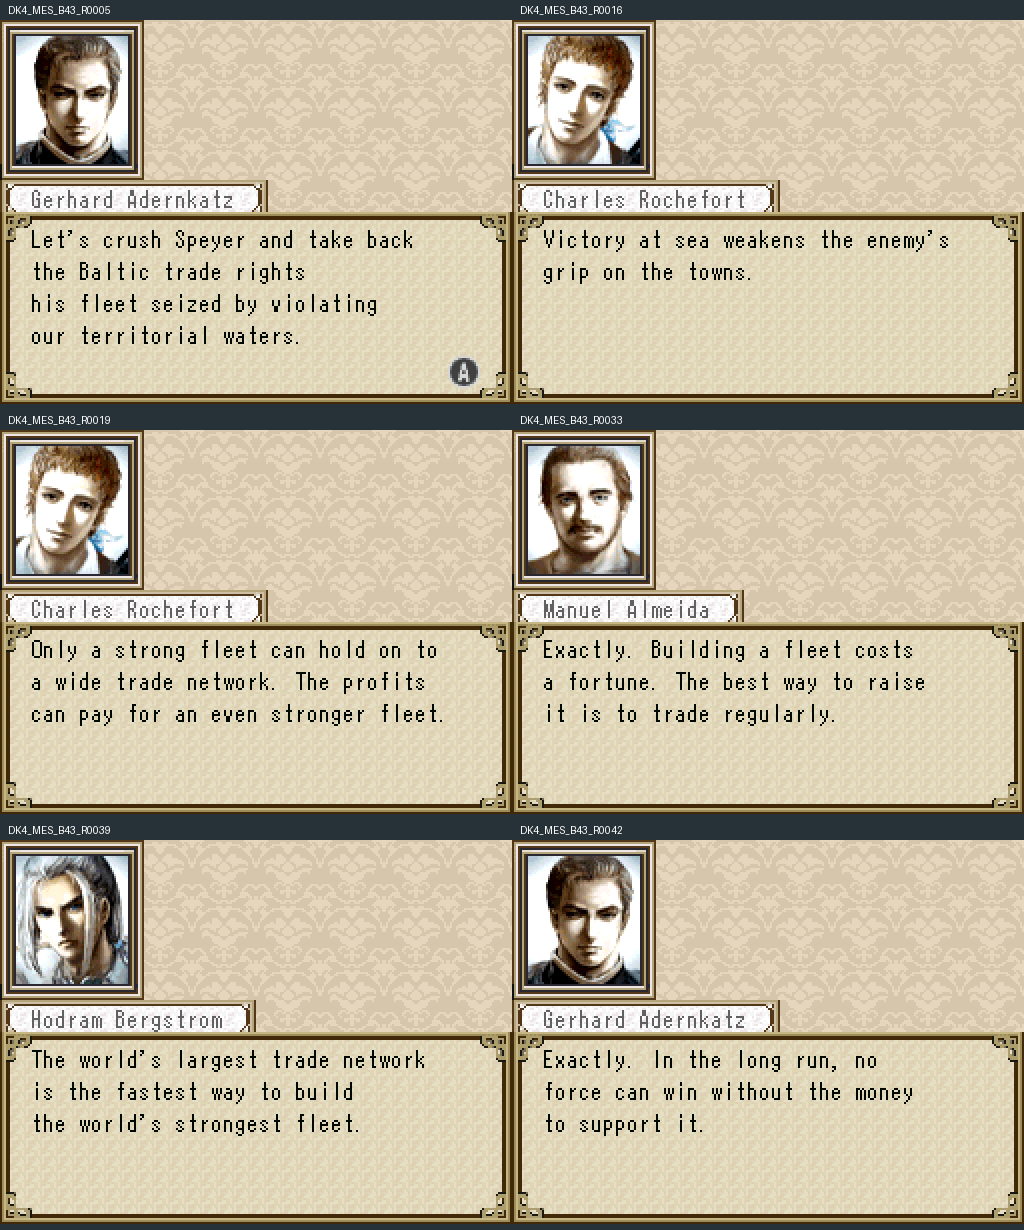 DK4_MES_B43_R0005
Gerhard Adernkatz
Let's crush Speyer and take back
the Baltic trade rights
his fleet seized by violating
our territorial waters.
A
DK4_MES_B43_R0016
Charles Rochefort
Victory at sea weakens the enemy's
grip on the towns.
DK4_MES_B43_R0019
Charles Rochefort
Only a strong fleet can hold on to
a wide trade network. The profits
can pay for an even stronger fleet.
DK4_MES_B43_R0033
Manuel Almeida
Exactly. Building a fleet costs
a fortune. The best way to raise
it is to trade regularly.
DK4_MES_B43_R0039
Hodram Bergstrom
The world's largest trade network
is the fastest way to build
the world's strongest fleet.
DK4_MES_B43_R0042
Gerhard Adernkatz
Exactly. In the long run, no
force can win without the money
to support it.